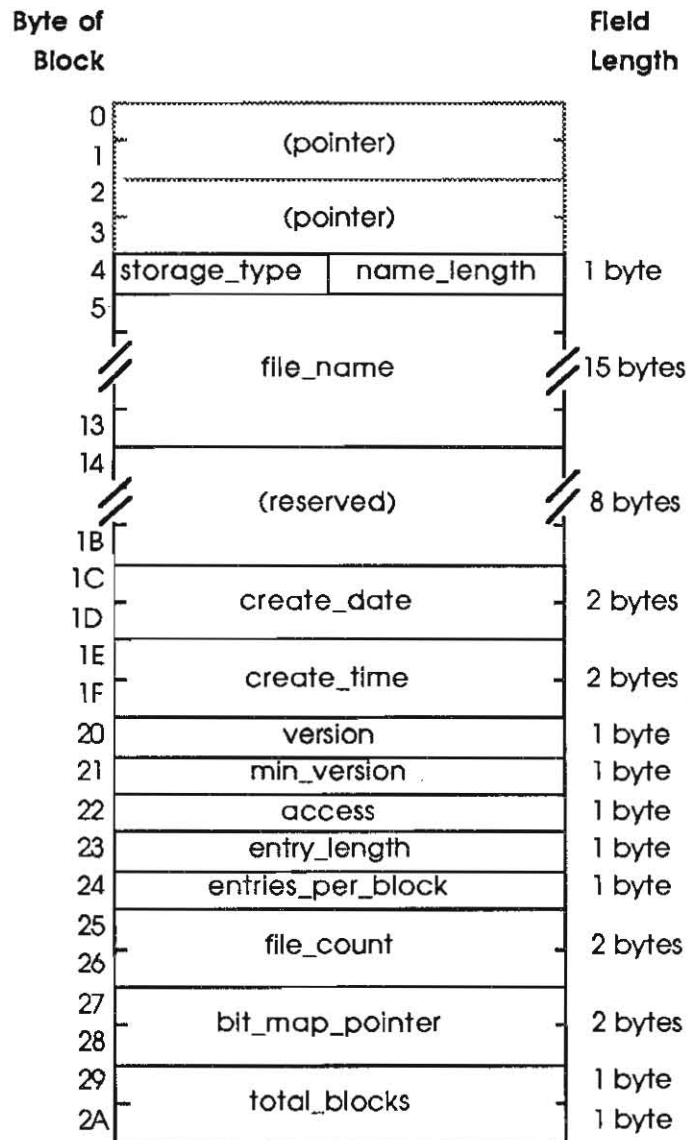 Byte of Block Field Length
0
1 (pointer)
2
3 (pointer)
4 storage_type name_length 1 byte
5
file_name 15 bytes
13
14
(reserved) 8 bytes
1B
1C
1D create_date 2 bytes
1E
1F create_time 2 bytes
20 version 1 byte
21 min_version 1 byte
22 access 1 byte
23 entry_length 1 byte
24 entries_per_block 1 byte
25
26 file_count 2 bytes
27
28 bit_map_pointer 2 bytes
29 1 byte
total_blocks
2A 1 byte